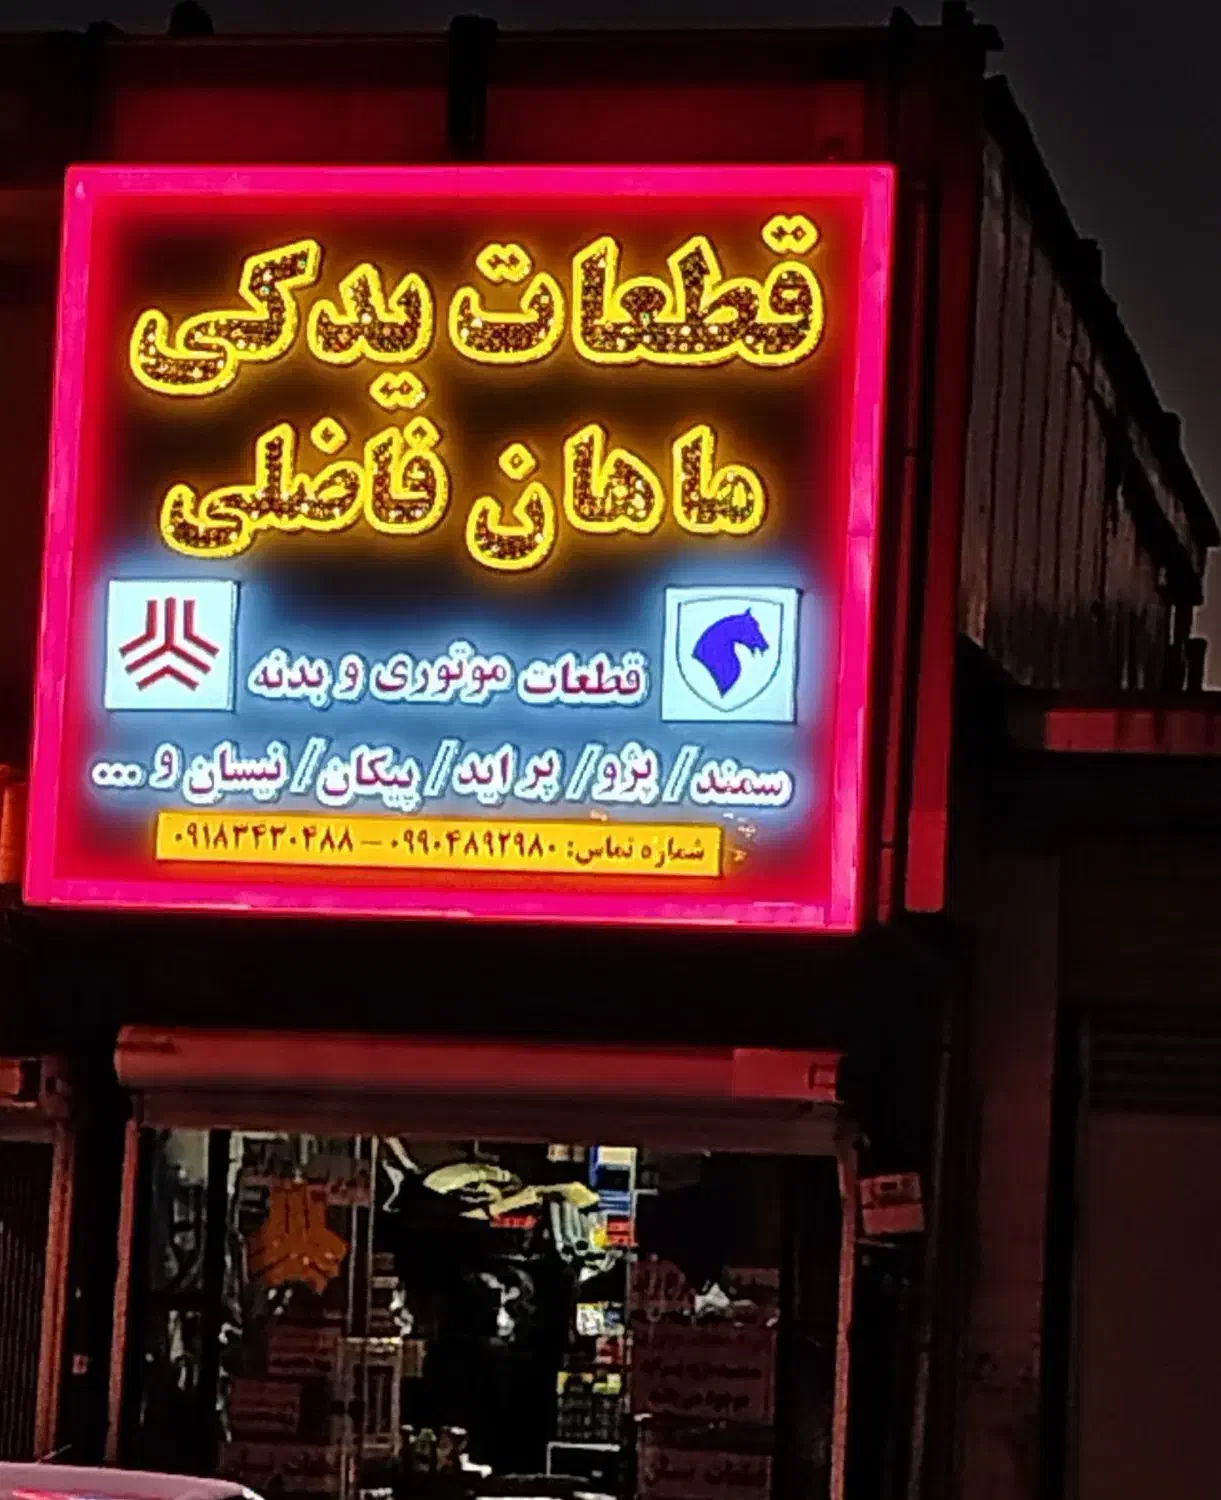 قطعات یدکی
ماهان فاضلی
قطعات موتوری و بدنه
سمند/ پژو/ پراید/ پیکان/ نیسان و ...
شماره تماس: ۰۹۹۰۴۸۹۲۹۸۰ – ۰۹۱۸۳۴۳۰۴۸۸